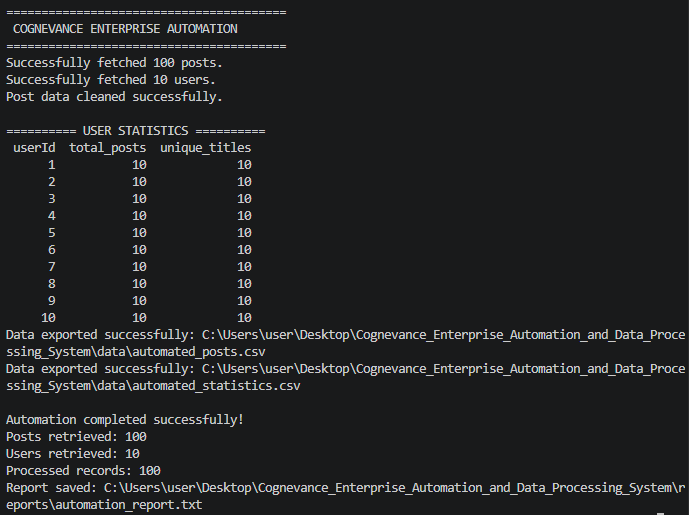 ========================================
 COGNEVANCE ENTERPRISE AUTOMATION
========================================
Successfully fetched 100 posts.
Successfully fetched 10 users.
Post data cleaned successfully.

========== USER STATISTICS ==========
 userId  total_posts  unique_titles
      1           10             10
      2           10             10
      3           10             10
      4           10             10
      5           10             10
      6           10             10
      7           10             10
      8           10             10
      9           10             10
     10           10             10
Data exported successfully: C:\Users\user\Desktop\Cognevance_Enterprise_Automation_and_Data_Proce
ssing_System\data\automated_posts.csv
Data exported successfully: C:\Users\user\Desktop\Cognevance_Enterprise_Automation_and_Data_Proce
ssing_System\data\automated_statistics.csv

Automation completed successfully!
Posts retrieved: 100
Users retrieved: 10
Processed records: 100
Report saved: C:\Users\user\Desktop\Cognevance_Enterprise_Automation_and_Data_Processing_System\r
eports\automation_report.txt